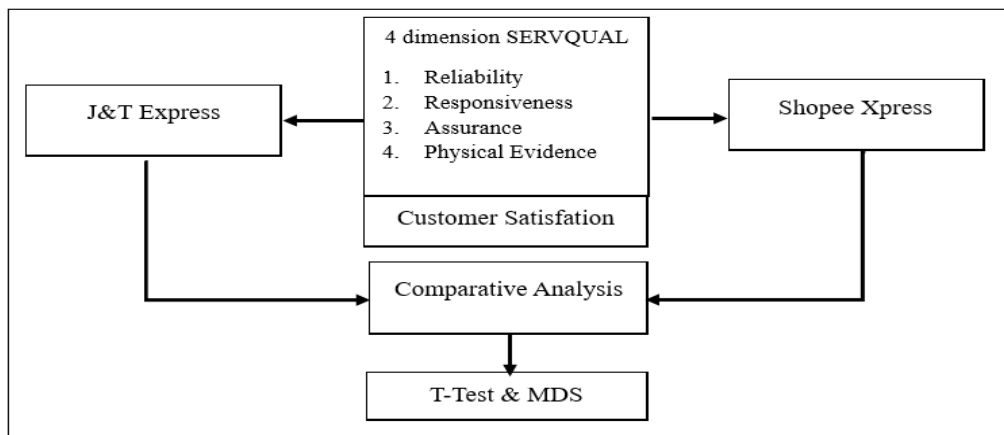 4 dimension SERVQUAL
1. Reliability
2. Responsiveness
3. Assurance
4. Physical Evidence
J&T Express
Shopee Xpress
Customer Satisfation
Comparative Analysis
T-Test & MDS